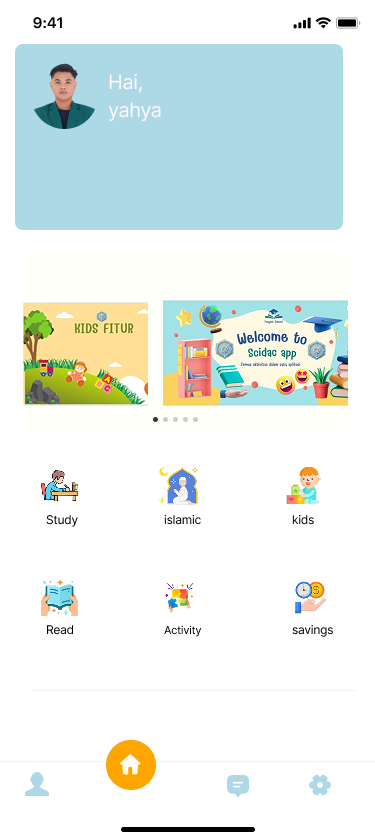 9:41
Hai,
yahya
KIDS FITUR
Welcome to
Scidac app
Semua aktivitas dalam satu aplikasi
Study
islamic
kids
Read
Activity
savings